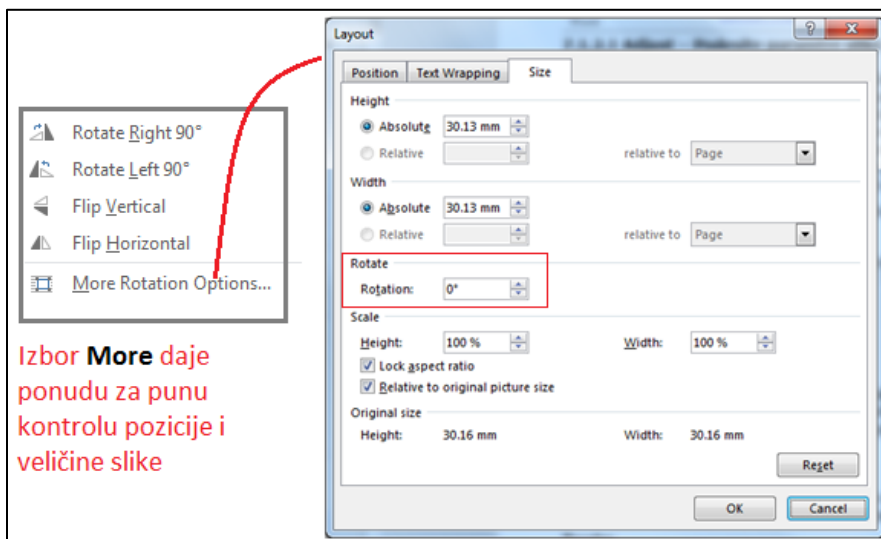 Rotate Right 90°
Rotate Left 90°
Flip Vertical
Flip Horizontal
More Rotation Options...
Izbor More daje
ponudu za punu
kontrolu pozicije i
veličine slike
Layout
Position Text Wrapping Size
Height
Absolute 30.13 mm
Relative relative to Page
Width
Absolute 30.13 mm
Relative relative to Page
Rotate
Rotation: 0°
Scale
Height: 100 % Width: 100 %
Lock aspect ratio
Relative to original picture size
Original size
Height: 30.16 mm Width: 30.16 mm
Reset
OK Cancel